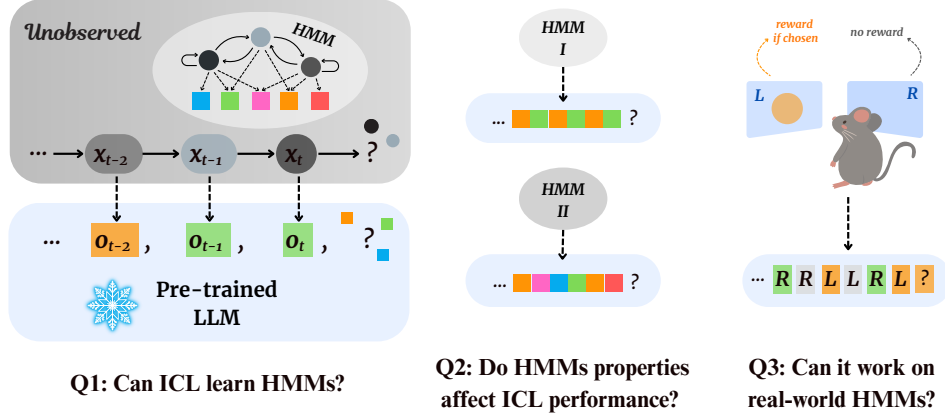 Unobserved
HMM
... x_{t-2} x_{t-1} x_t ?
... o_{t-2} , o_{t-1} , o_t , ?
Pre-trained
LLM
Q1: Can ICL learn HMMs?
HMM
I
... ?
HMM
II
... ?
Q2: Do HMMs properties
affect ICL performance?
reward
if chosen
no reward
L
R
... R R L L R L ?
Q3: Can it work on
real-world HMMs?